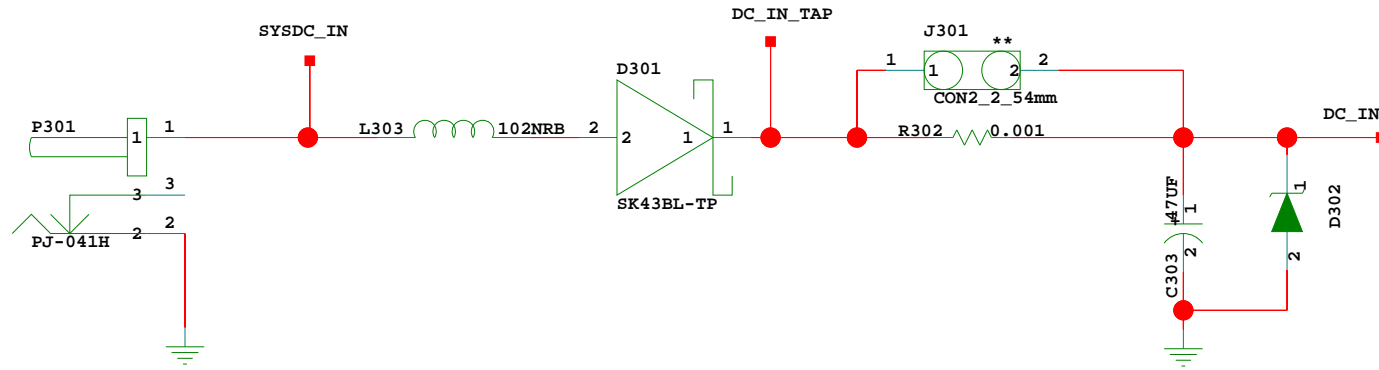 DC_IN_TAP
SYSDC_IN
J301
**
1
2
1
2
D301
CON2_2_54mm
DC_IN
P301
1
1
L303
102NRB
2
2
1
1
R302
0.001
SK43BL-TP
3
3
2
2
PJ-041H
47UF
+
1
2
C303
1
2
D302